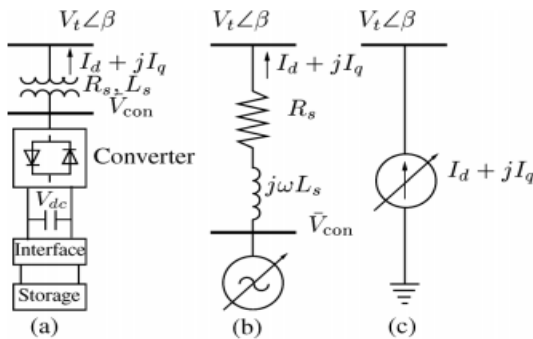 V_t∠β
I_d + jI_q
R_s, L_s
V̄_con
Converter
V_dc
Interface
Storage
(a)
V_t∠β
I_d + jI_q
R_s
jωL_s
V̄_con
(b)
V_t∠β
I_d + jI_q
(c)